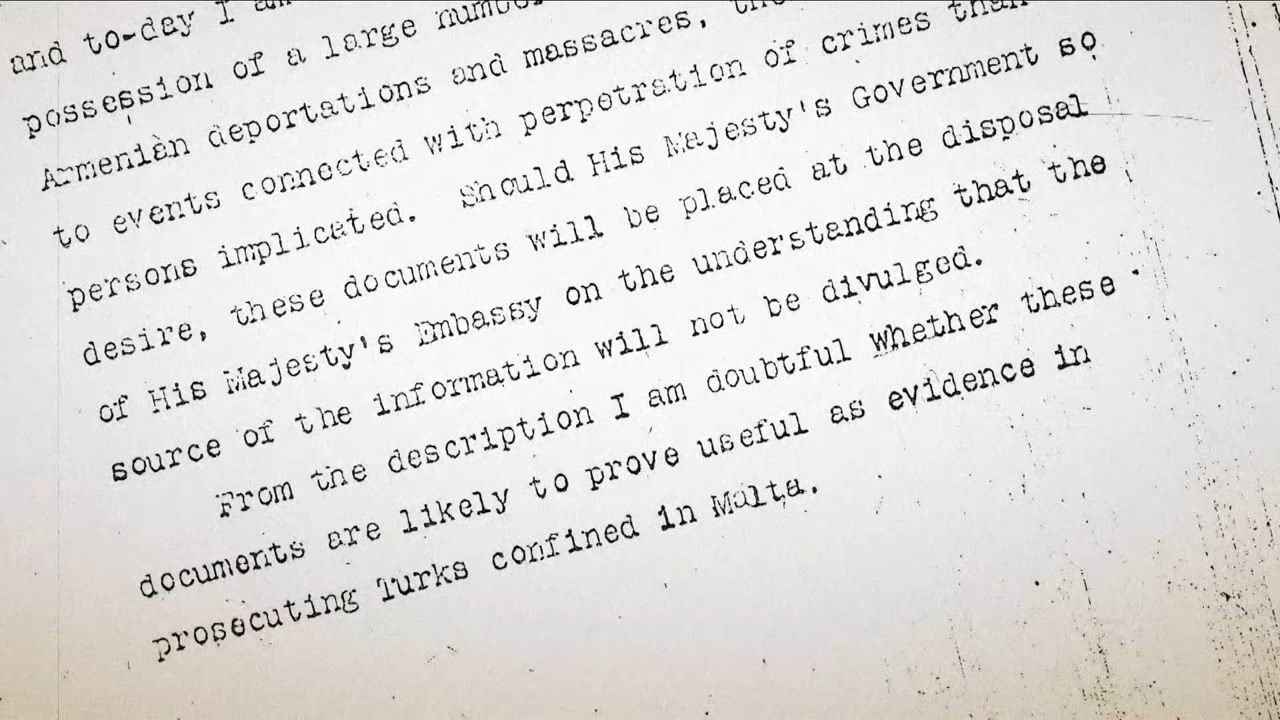 and to-day I am
possession of a large number
Armenian deportations and massacres,
to events connected with perpetration of crimes than
persons implicated. Should His Majesty's Government so
desire, these documents will be placed at the disposal
of His Majesty's Embassy on the understanding that the
source of the information will not be divulged.
From the description I am doubtful whether these
documents are likely to prove useful as evidence in
prosecuting Turks confined in Malta.